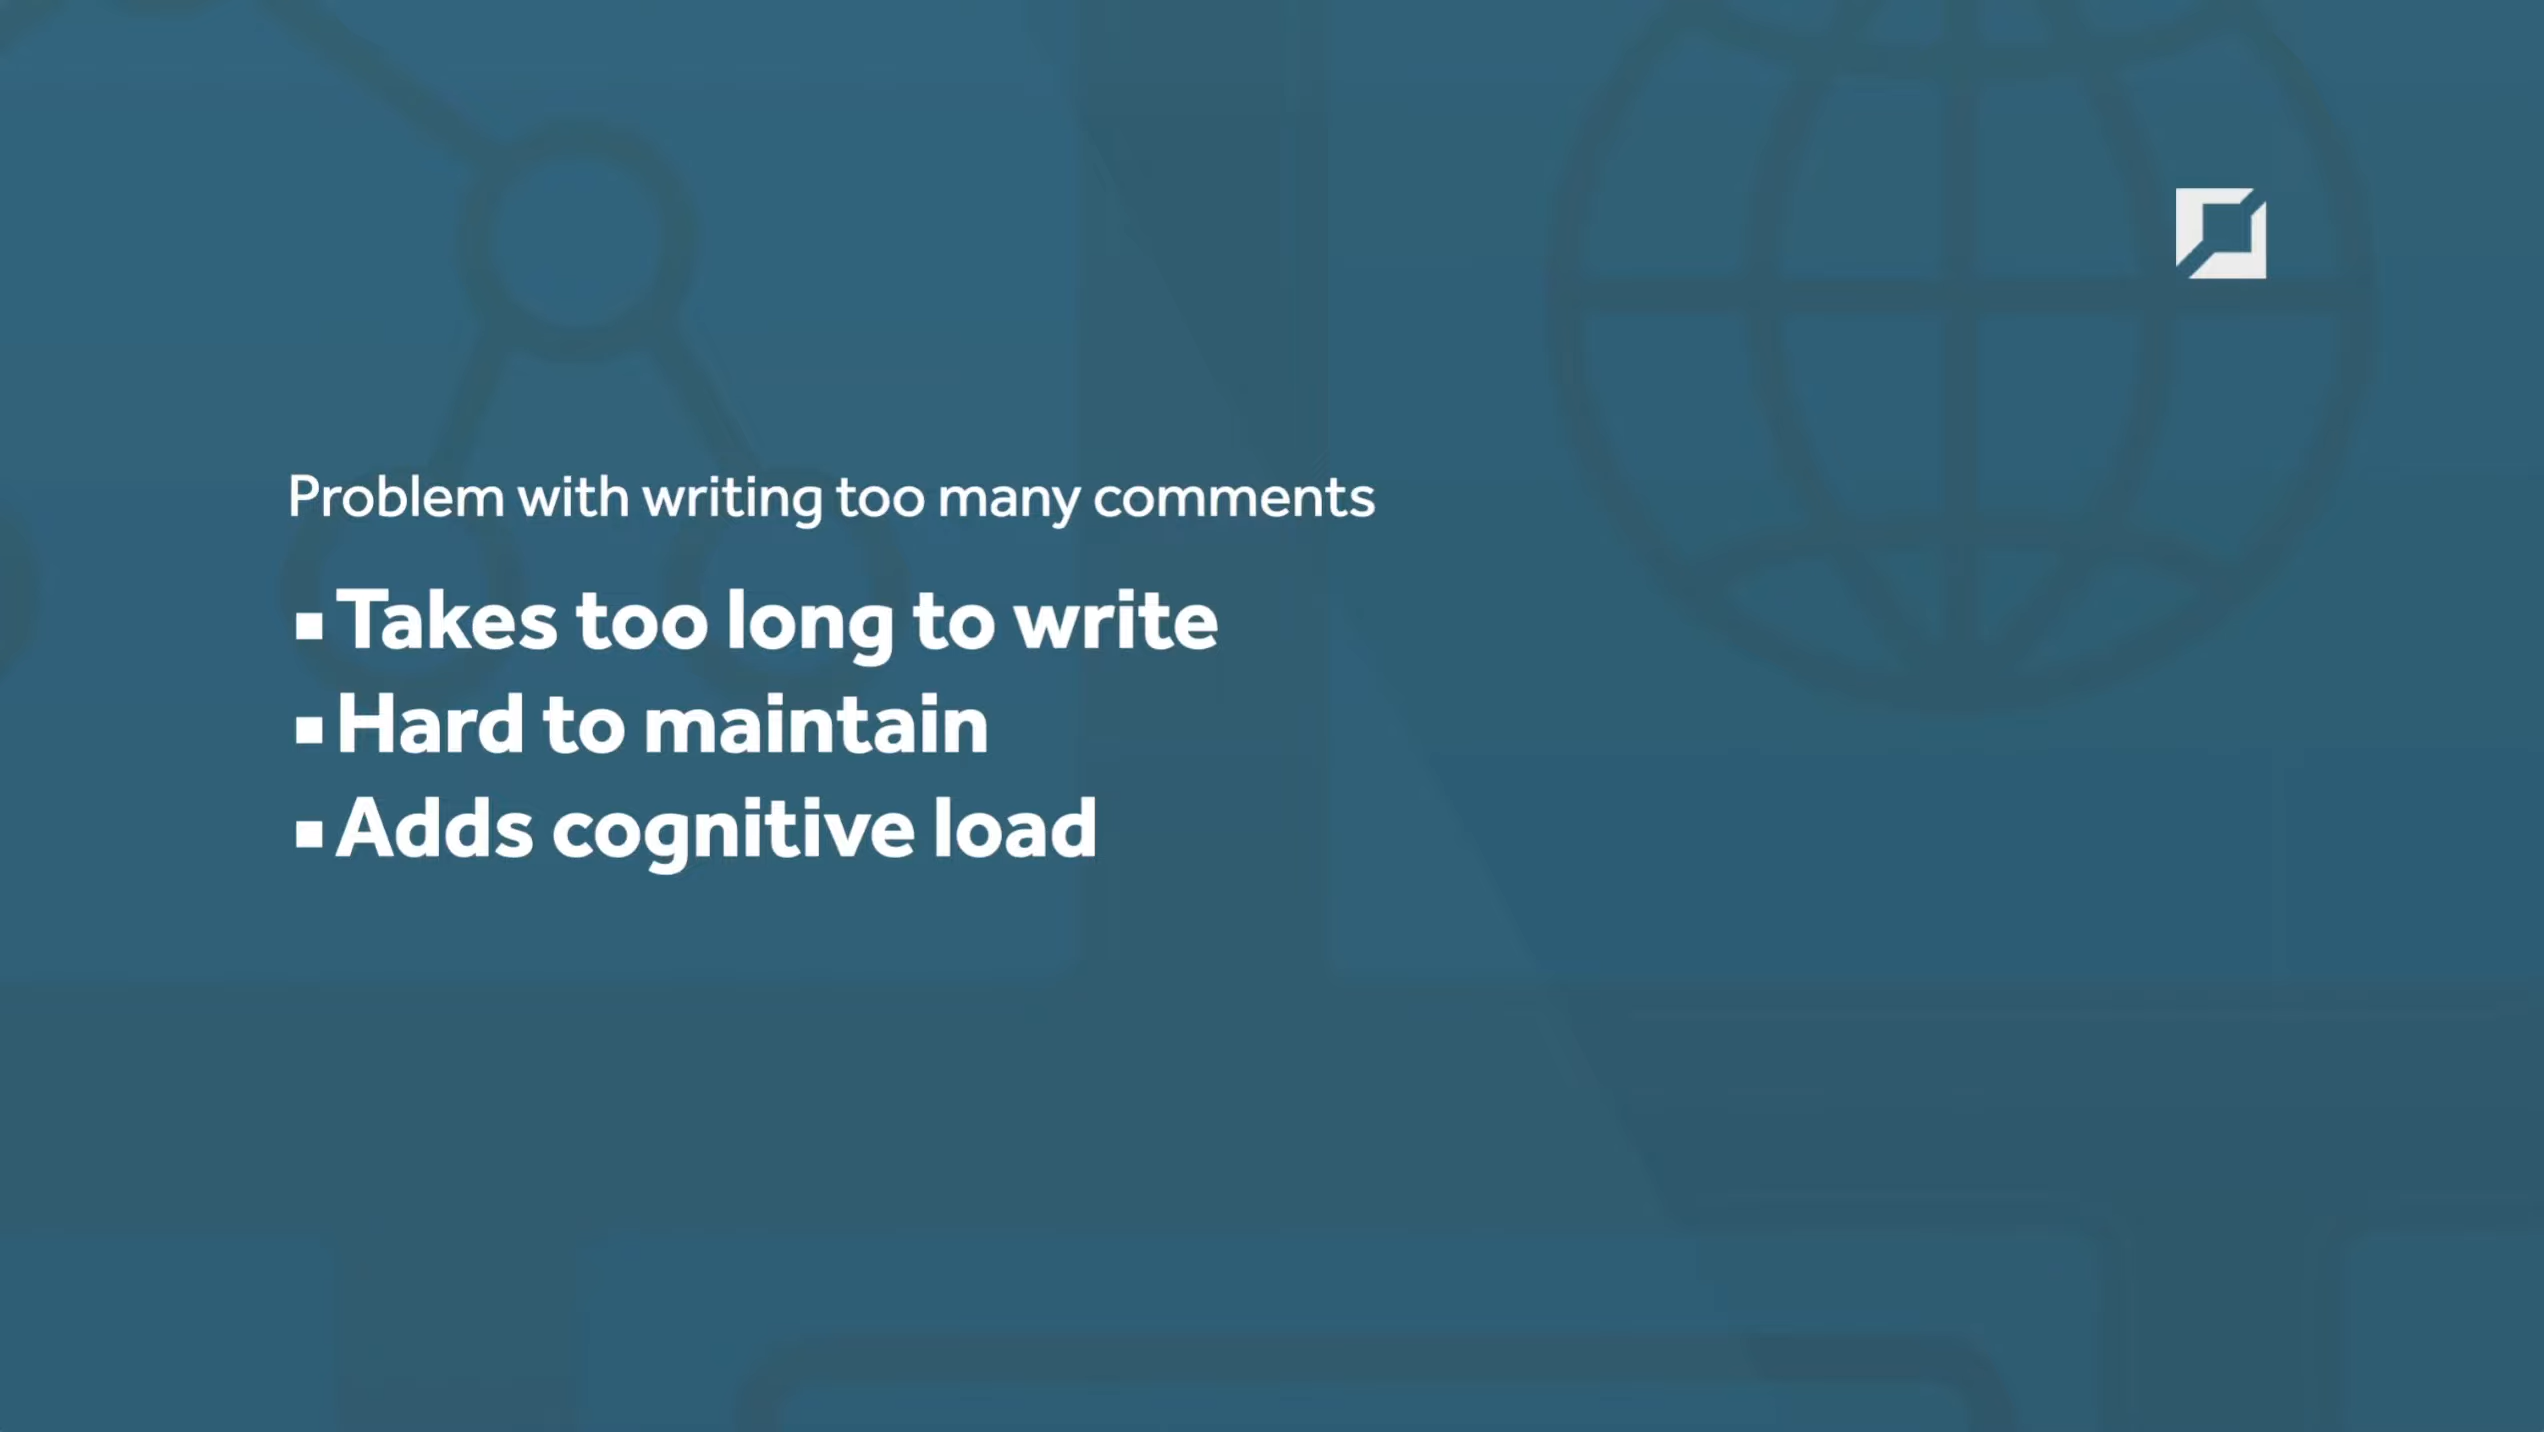 Problem with writing too many comments
▪Takes too long to write
▪Hard to maintain
▪Adds cognitive load